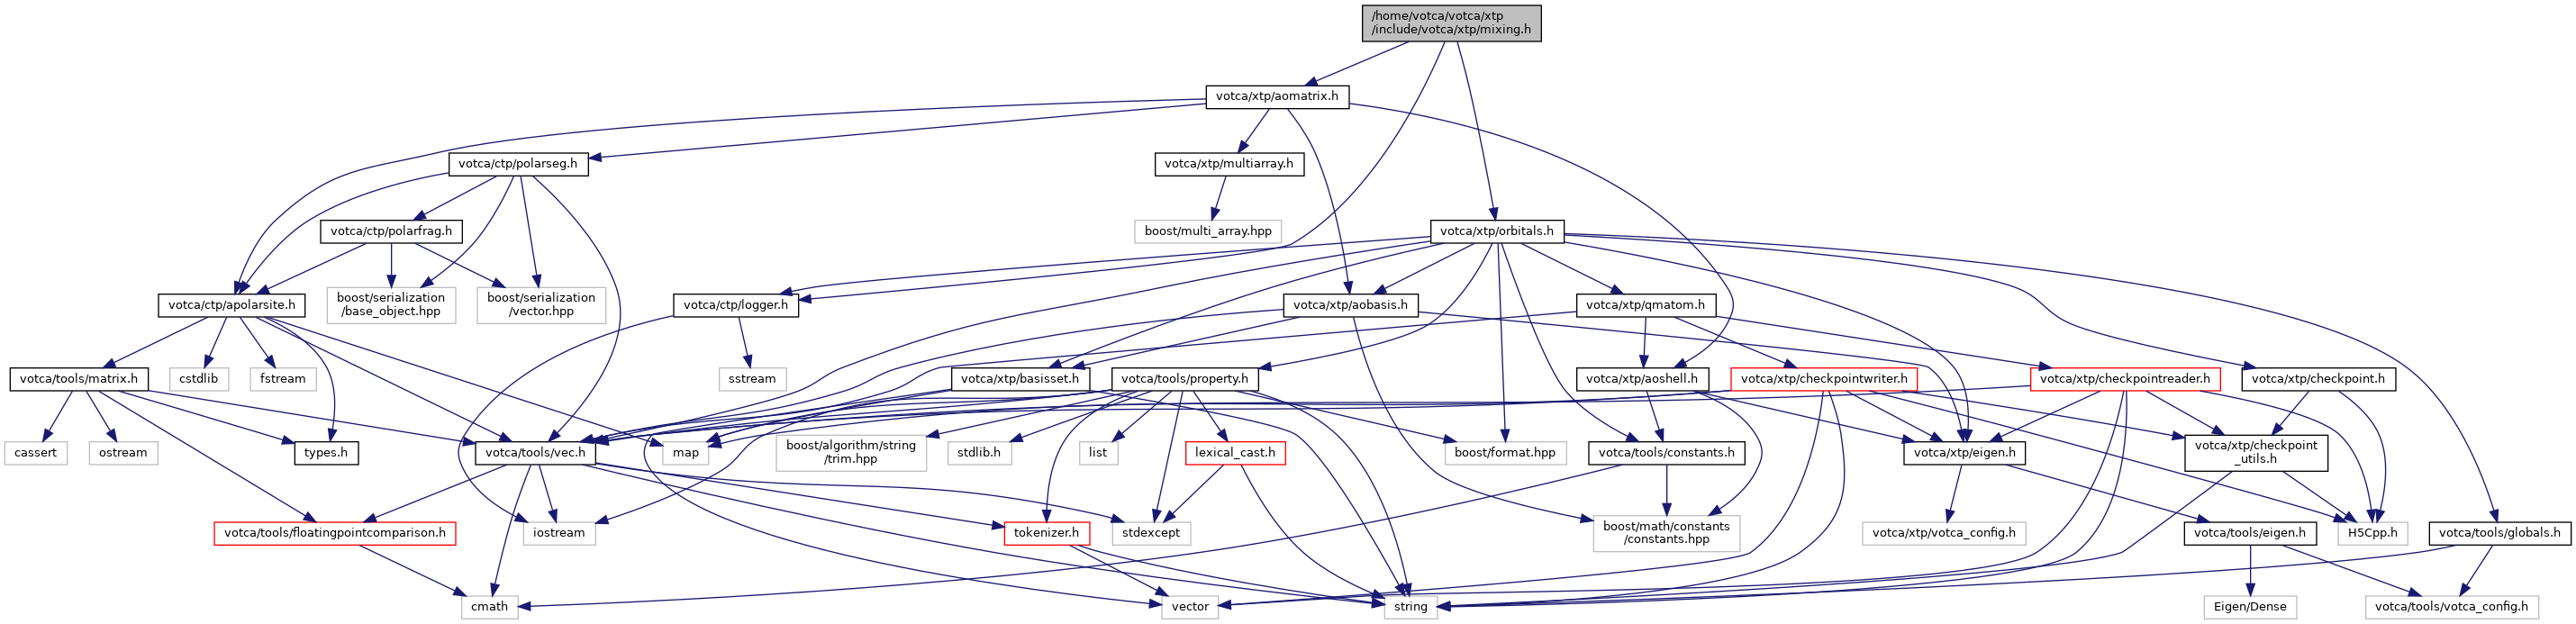 /home/votca/votca/xtp
/include/votca/xtp/mixing.h
votca/xtp/aomatrix.h
votca/ctp/polarseg.h
votca/xtp/multiarray.h
votca/ctp/polarfrag.h
boost/multi_array.hpp
votca/xtp/orbitals.h
votca/ctp/apolarsite.h
boost/serialization
/base_object.hpp
boost/serialization
/vector.hpp
votca/ctp/logger.h
votca/xtp/aobasis.h
votca/xtp/qmatom.h
votca/tools/matrix.h
cstdlib
fstream
sstream
votca/xtp/basisset.h
votca/tools/property.h
votca/xtp/aoshell.h
votca/xtp/checkpointwriter.h
votca/xtp/checkpointreader.h
votca/xtp/checkpoint.h
cassert
ostream
types.h
votca/tools/vec.h
map
boost/algorithm/string
/trim.hpp
stdlib.h
list
lexical_cast.h
boost/format.hpp
votca/tools/constants.h
votca/xtp/eigen.h
votca/xtp/checkpoint
_utils.h
votca/tools/floatingpointcomparison.h
iostream
tokenizer.h
stdexcept
boost/math/constants
/constants.hpp
votca/xtp/votca_config.h
votca/tools/eigen.h
H5Cpp.h
votca/tools/globals.h
cmath
vector
string
Eigen/Dense
votca/tools/votca_config.h